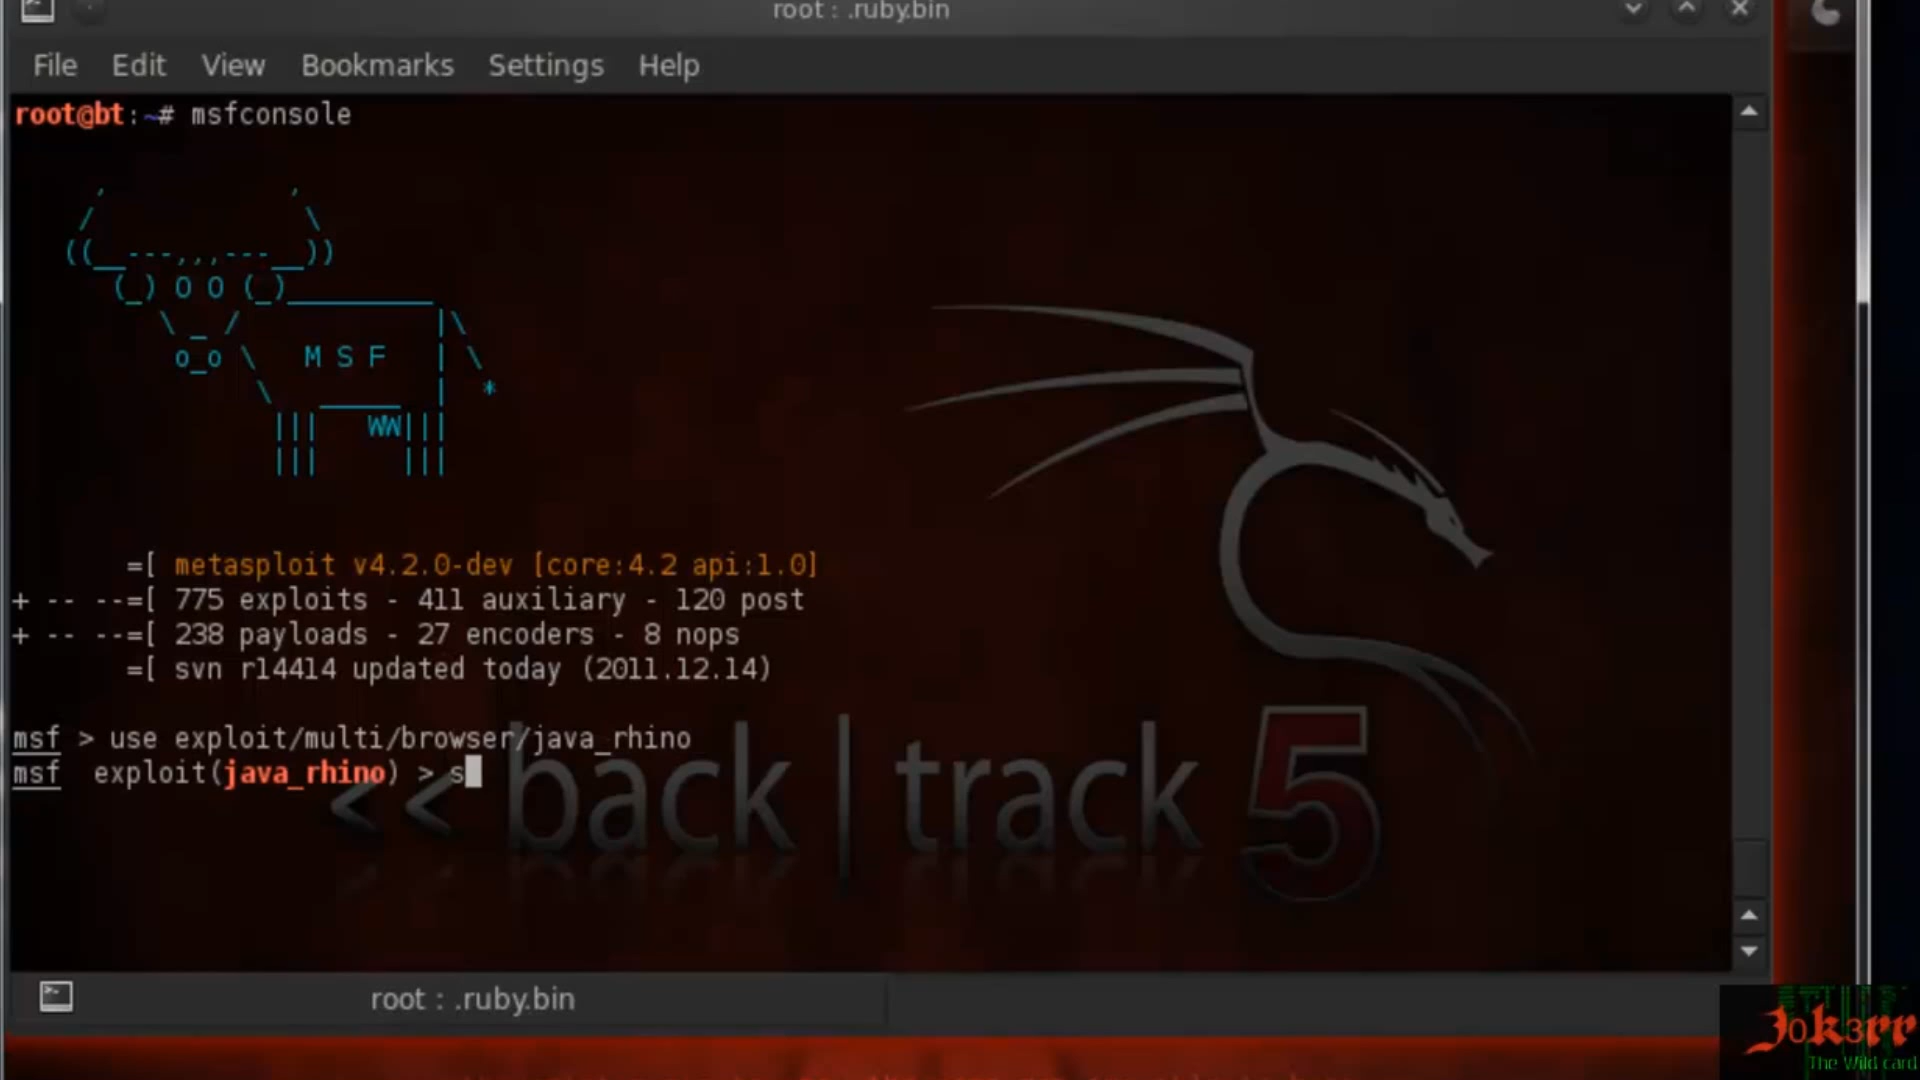 root : .ruby.bin
File Edit View Bookmarks Settings Help
root@bt:~# msfconsole
M S F
=[ metasploit v4.2.0-dev [core:4.2 api:1.0]
+ -- --=[ 775 exploits - 411 auxiliary - 120 post
+ -- --=[ 238 payloads - 27 encoders - 8 nops
=[ svn r14414 updated today (2011.12.14)
msf > use exploit/multi/browser/java_rhino
msf exploit(java_rhino) > s
<< back | track 5
root : .ruby.bin
J0k3rr
The Wild card